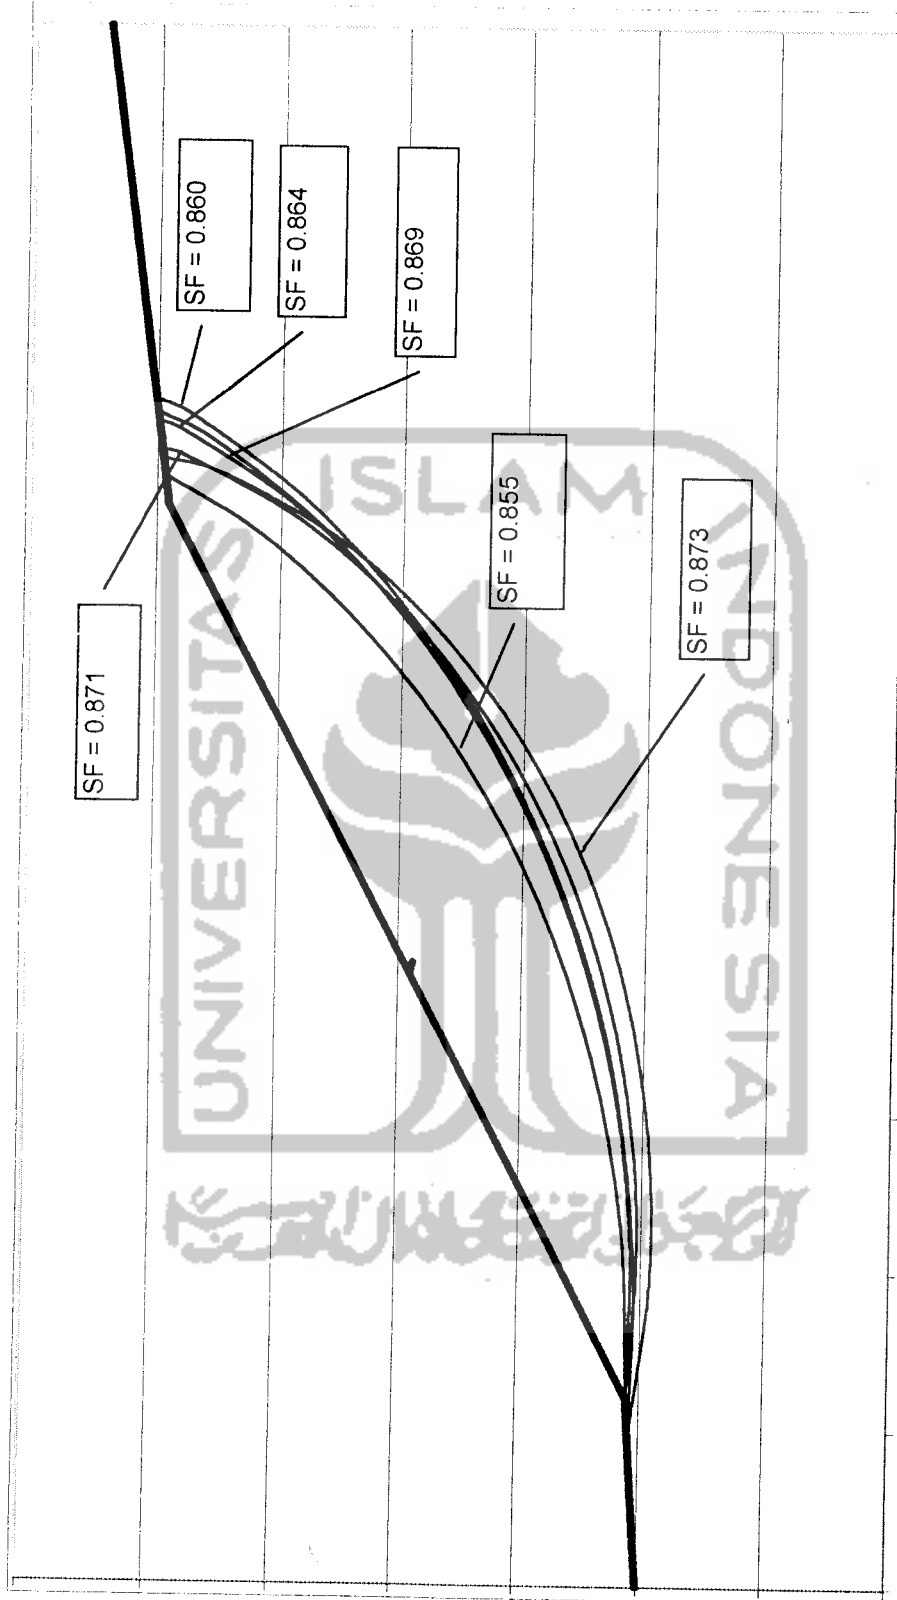 SF = 0.860
SF = 0.864
SF = 0.869
SF = 0.855
SF = 0.873
SF = 0.871
UNIVERSITAS
ISLAM
INDONESIA